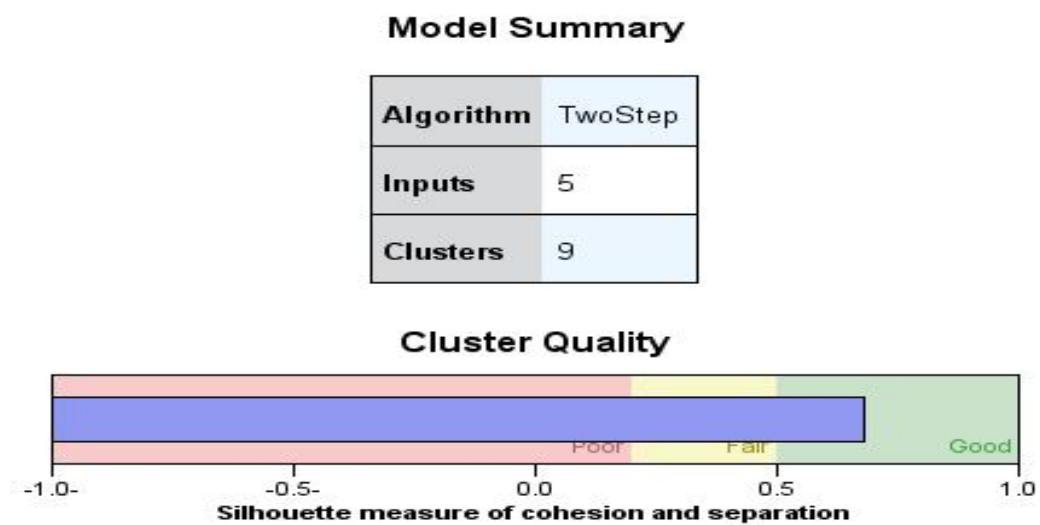 Model Summary
Algorithm TwoStep
Inputs 5
Clusters 9
Cluster Quality
Poor Fair Good
-1.0- -0.5- 0.0 0.5 1.0
Silhouette measure of cohesion and separation